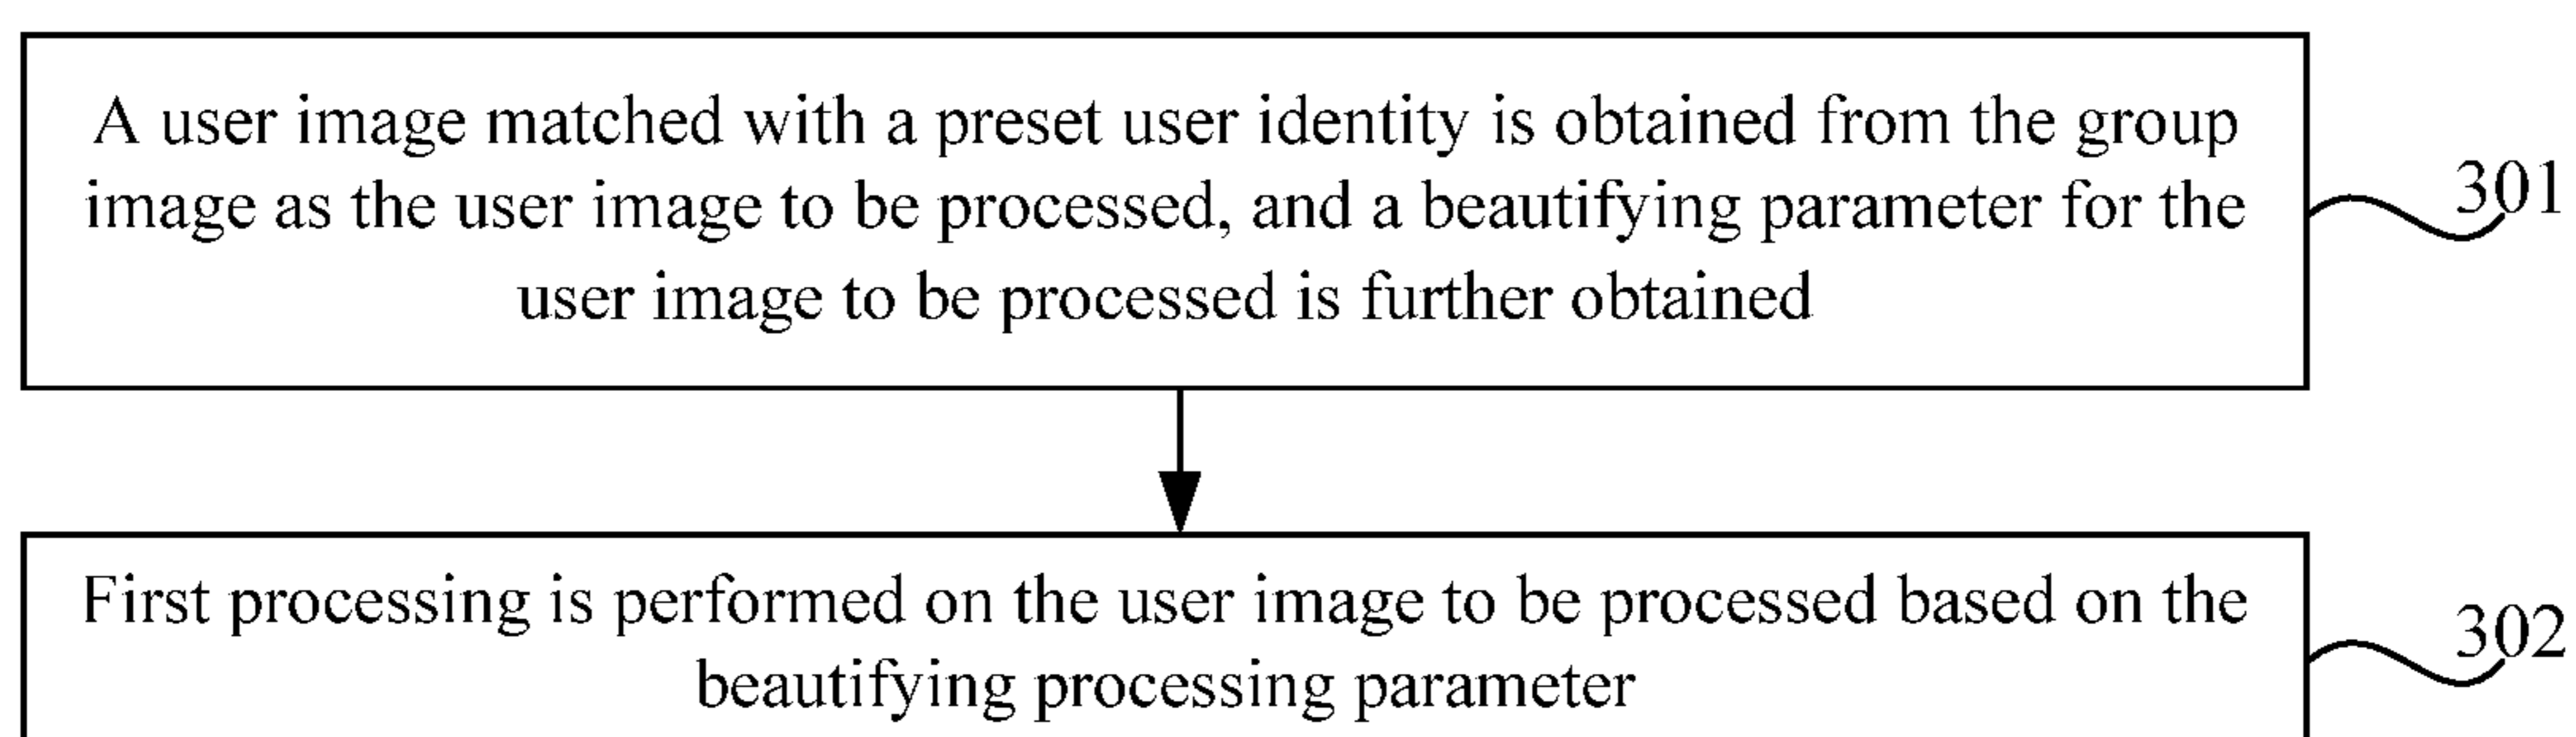 A user image matched with a preset user identity is obtained from the group
image as the user image to be processed, and a beautifying parameter for the
user image to be processed is further obtained
301
First processing is performed on the user image to be processed based on the
beautifying processing parameter
302